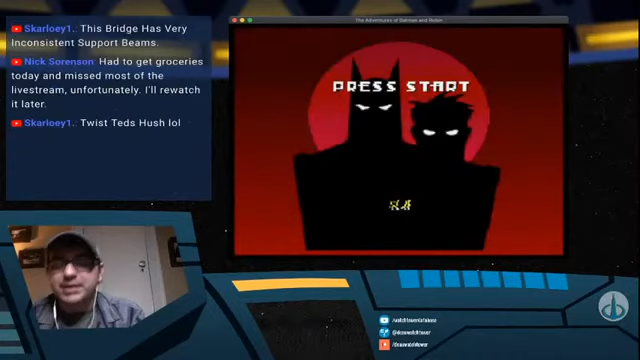 The Adventures of Batman and Robin
Skarloey1.: This Bridge Has Very
Inconsistent Support Beams.
Nick Sorenson: Had to get groceries
today and missed most of the
livestream, unfortunately. I'll rewatch
it later.
Skarloey1.: Twist Teds Hush lol
PRESS START